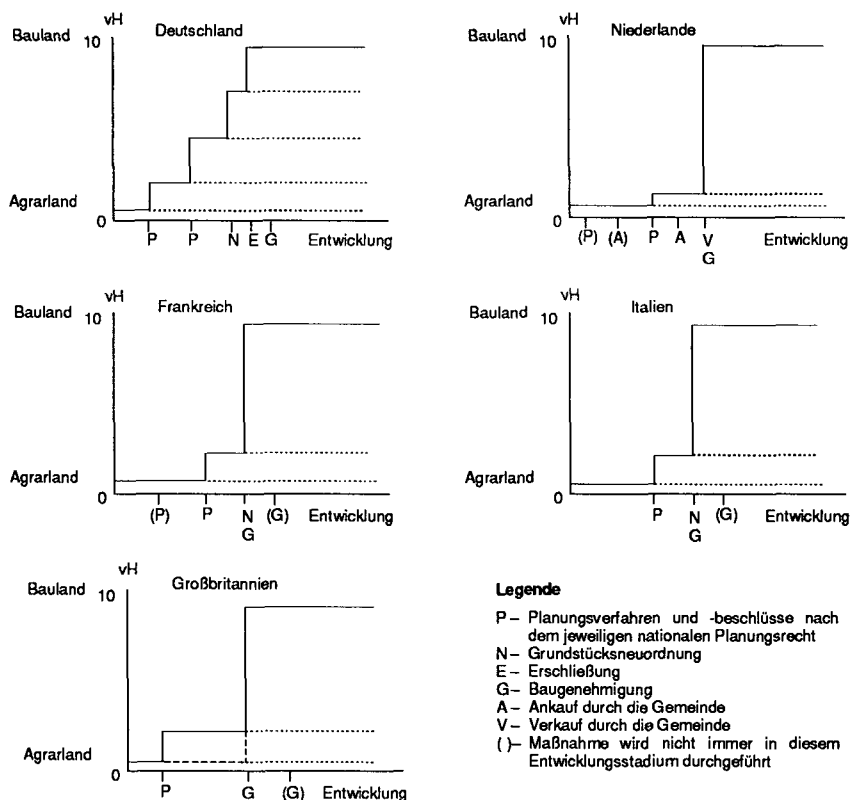 vH
Bauland 10 Deutschland
Agrarland
0
P P N E G Entwicklung
vH
Bauland 10 Niederlande
Agrarland
0
(P) (A) P A V Entwicklung
G
vH
Bauland 10 Frankreich
Agrarland
0
(P) P N (G) Entwicklung
G
vH
Bauland 10 Italien
Agrarland
0
P N (G) Entwicklung
G
vH
Bauland 10 Großbritannien
Agrarland
0
P G (G) Entwicklung
Legende
P – Planungsverfahren und -beschlüsse nach
dem jeweiligen nationalen Planungsrecht
N – Grundstücksneuordnung
E – Erschließung
G – Baugenehmigung
A – Ankauf durch die Gemeinde
V – Verkauf durch die Gemeinde
( ) – Maßnahme wird nicht immer in diesem
Entwicklungsstadium durchgeführt